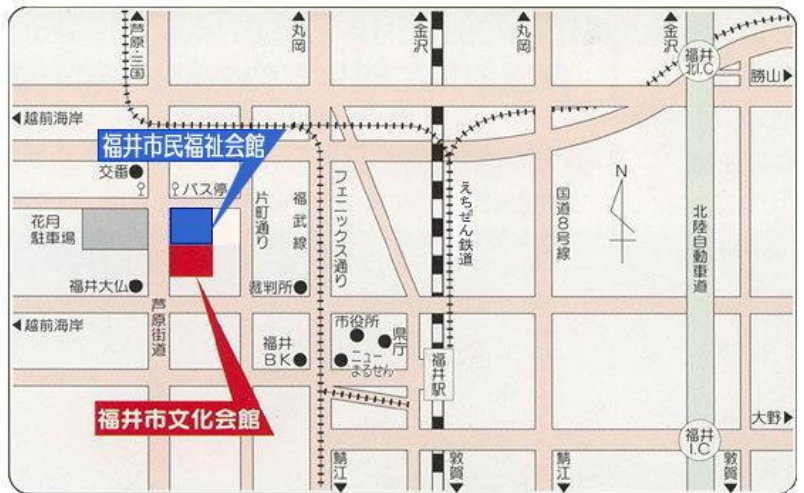 芦原・三国
丸岡
金沢
丸岡
金沢
福井
北I.C
勝山
越前海岸
福井市民福祉会館
交番
バス停
花月
駐車場
片町通り
福武線
フェニックス通り
えちぜん鉄道
国道8号線
N
北陸自動車道
福井大仏
裁判所
越前海岸
芦原街道
市役所
県庁
福井
BK
ニュー
まるせん
福井駅
福井市文化会館
大野
福井
I.C
鯖江
敦賀
鯖江
敦賀